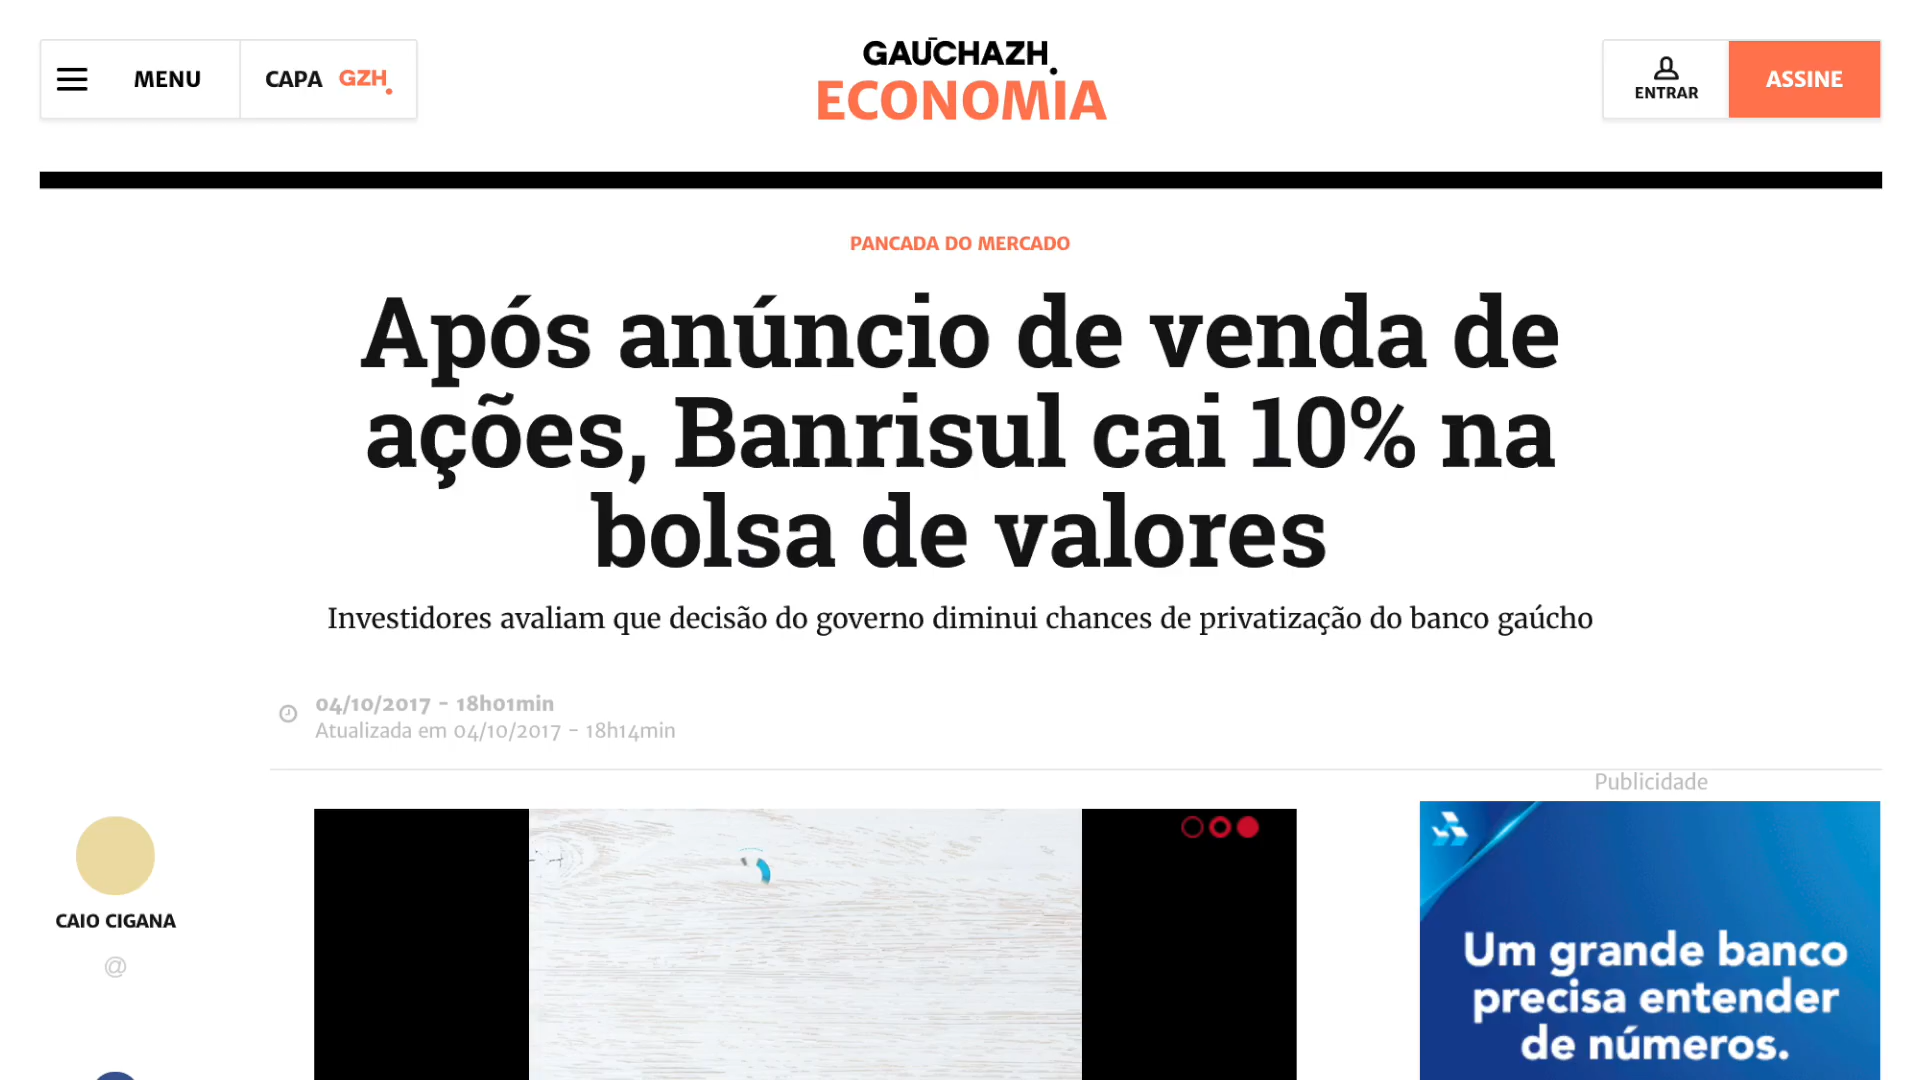 MENU
CAPA GZH.
GAÚCHAZH.
ECONOMIA
ENTRAR
ASSINE
PANCADA DO MERCADO
Após anúncio de venda de
ações, Banrisul cai 10% na
bolsa de valores
Investidores avaliam que decisão do governo diminui chances de privatização do banco gaúcho
04/10/2017 - 18h01min
Atualizada em 04/10/2017 - 18h14min
Publicidade
CAIO CIGANA
@
Um grande banco
precisa entender
de números.